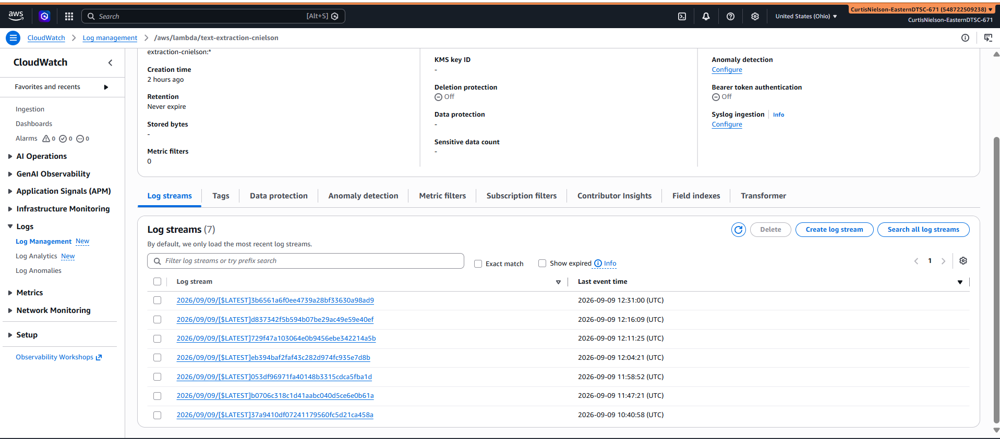 aws
Search [Alt+S]
United States (Ohio)
CurtisNielson-EasternDTSC-671 (548722509238)
CurtisNielson-EasternDTSC-671
CloudWatch
Log management
/aws/lambda/text-extraction-cnielson
CloudWatch
Favorites and recents
Ingestion
Dashboards
Alarms 0 0 0
AI Operations
GenAI Observability
Application Signals (APM)
Infrastructure Monitoring
Logs
Log Management New
Log Analytics New
Log Anomalies
Metrics
Network Monitoring
Setup
Observability Workshops
extraction-cnielson:*
Creation time
2 hours ago
Retention
Never expire
Stored bytes
-
Metric filters
0
KMS key ID
-
Deletion protection
Off
Data protection
-
Sensitive data count
-
Anomaly detection
Configure
Bearer token authentication
Off
Syslog ingestion Info
Configure
Log streams
Tags
Data protection
Anomaly detection
Metric filters
Subscription filters
Contributor Insights
Field indexes
Transformer
Log streams (7)
Delete
Create log stream
Search all log streams
By default, we only load the most recent log streams.
Filter log streams or try prefix search
Exact match
Show expired Info
1
Log stream Last event time
2026/09/09/[$LATEST]3b6561a6f0ee4739a28bf33630a98ad9 2026-09-09 12:31:00 (UTC)
2026/09/09/[$LATEST]d837342f5b594b07be29ac49e59e40ef 2026-09-09 12:16:09 (UTC)
2026/09/09/[$LATEST]729f47a103064e0b9456ebe342214a5b 2026-09-09 12:11:25 (UTC)
2026/09/09/[$LATEST]eb394baf2faf43c282d974fc935e7d8b 2026-09-09 12:04:21 (UTC)
2026/09/09/[$LATEST]053df96971fa40148b3315cdca5fba1d 2026-09-09 11:58:52 (UTC)
2026/09/09/[$LATEST]b0706c318c1d41aabc040d5ce6e0b61a 2026-09-09 11:47:21 (UTC)
2026/09/09/[$LATEST]37a9410df07241179560fc5d21ca458a 2026-09-09 10:40:58 (UTC)